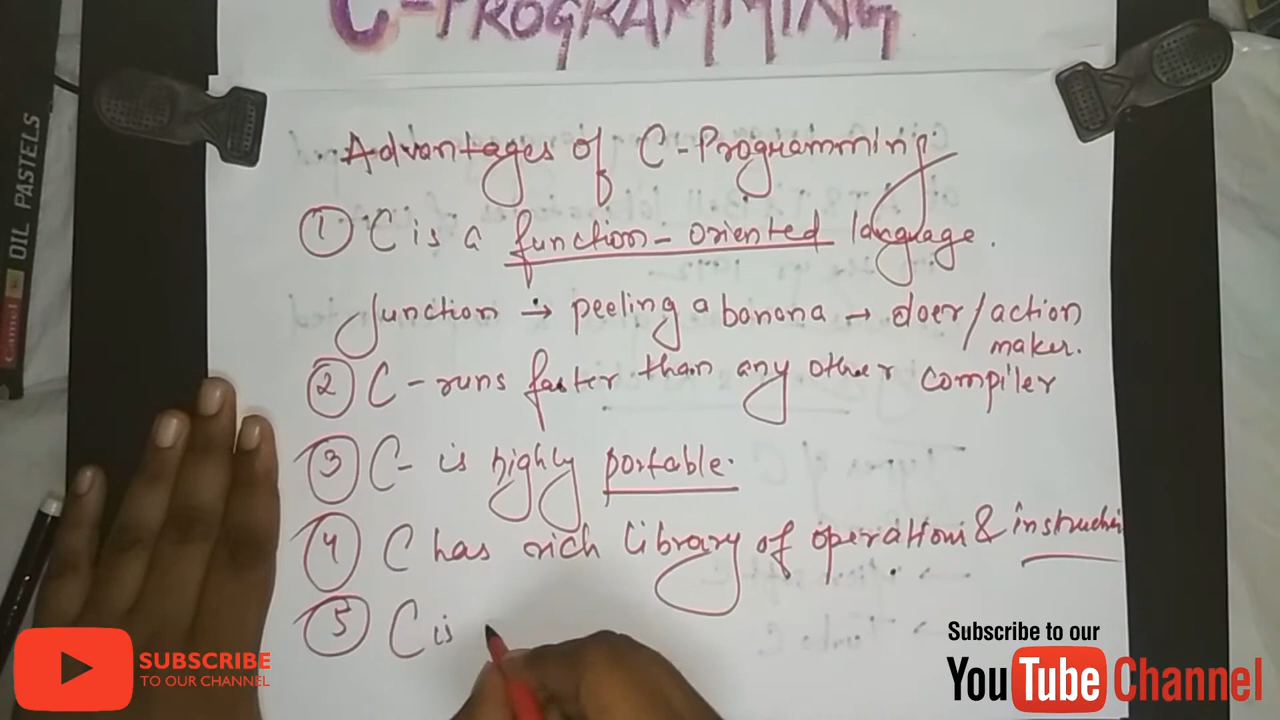 C-PROGRAMMING
Advantages of C-Programming
① C is a function-oriented language.
function → peeling a banana → doer/action
maker.
② C-runs faster than any other compiler
③ C- is highly portable.
④ C has rich library of operations &
⑤ C is
OIL PASTELS
Camel
SUBSCRIBE
TO OUR CHANNEL
Subscribe to our
YouTube Channel